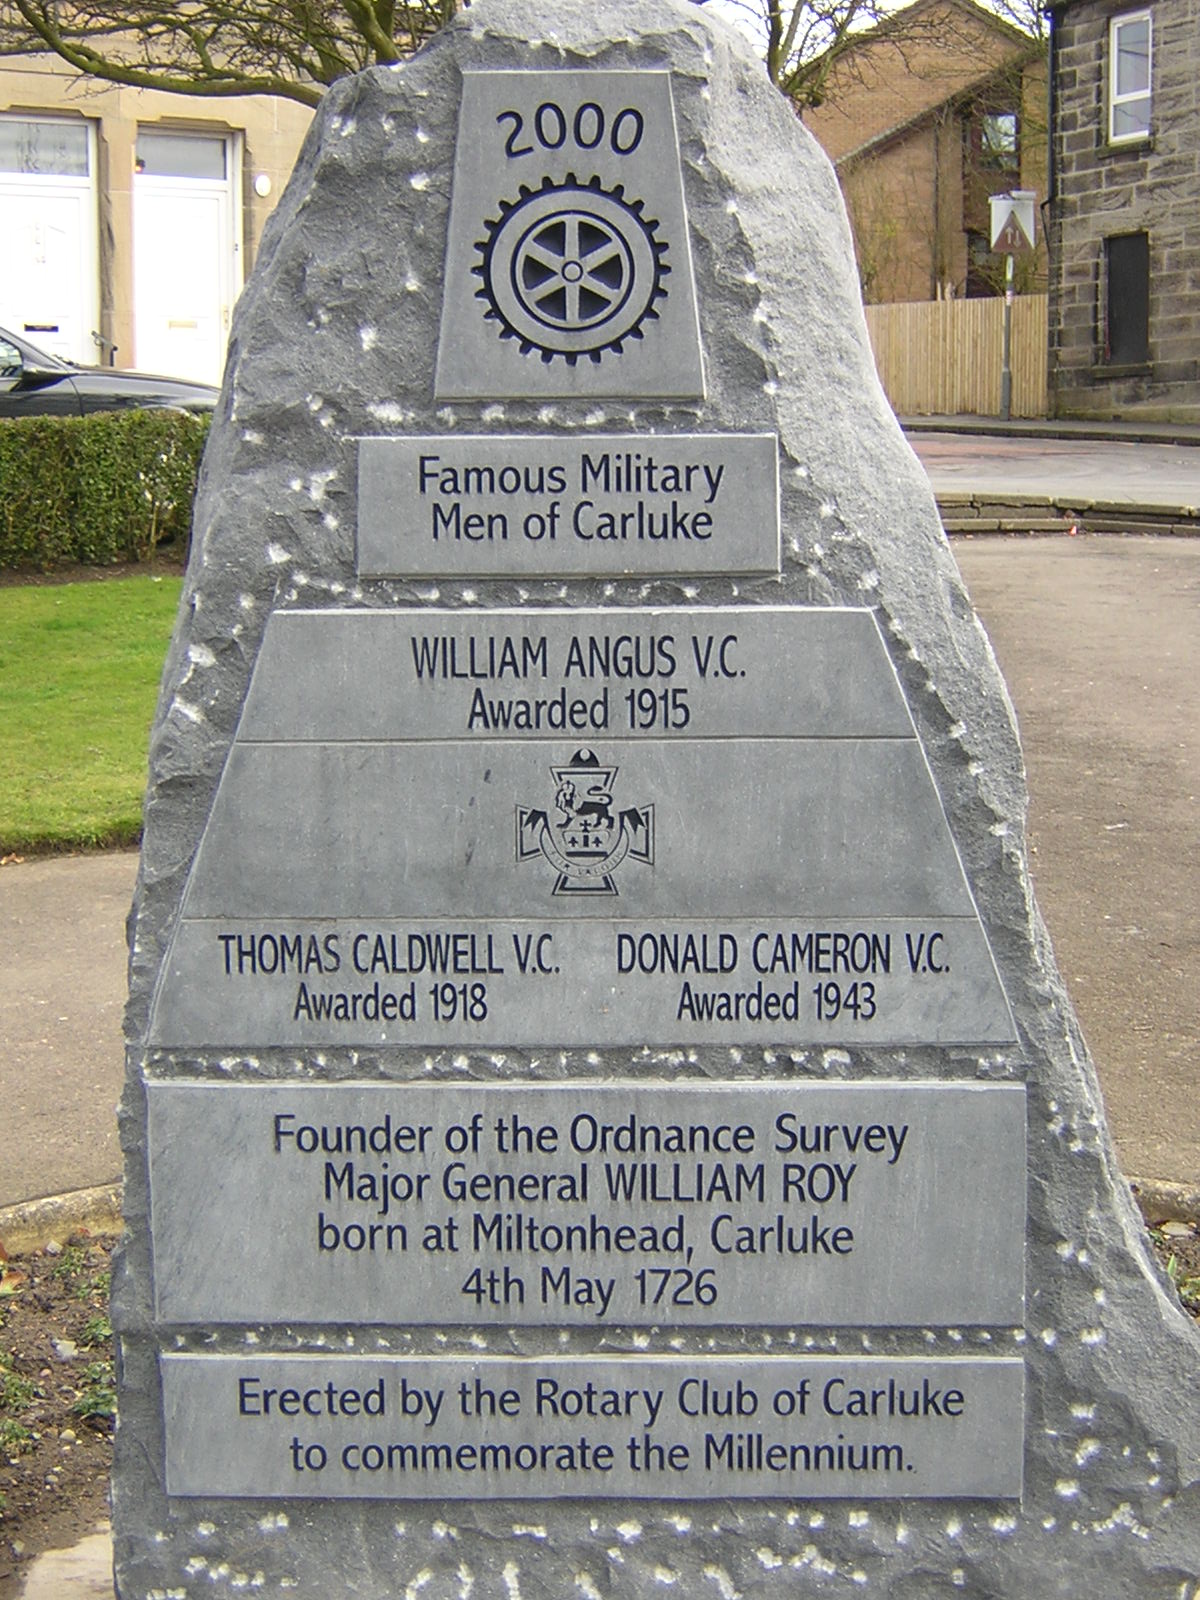 2000
Famous Military
Men of Carluke
WILLIAM ANGUS V.C.
Awarded 1915
FOR VALOUR
THOMAS CALDWELL V.C.
Awarded 1918
DONALD CAMERON V.C.
Awarded 1943
Founder of the Ordnance Survey
Major General WILLIAM ROY
born at Miltonhead, Carluke
4th May 1726
Erected by the Rotary Club of Carluke
to commemorate the Millennium.